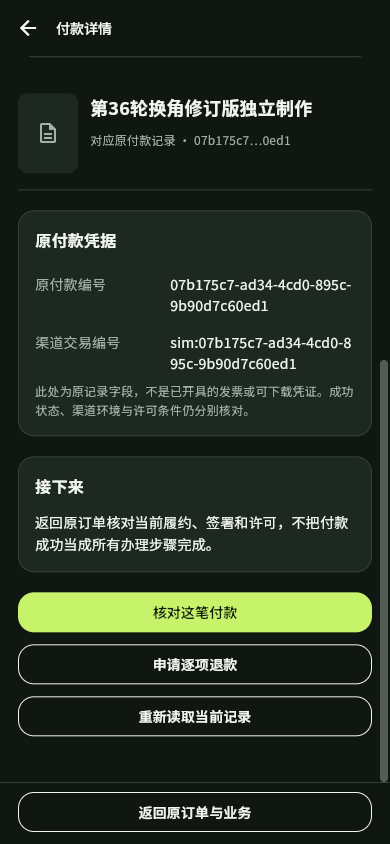 付款详情
第36轮换角修订版独立制作
对应原付款记录 · 07b175c7…0ed1
原付款凭据
原付款编号
07b175c7-ad34-4cd0-895c-
9b90d7c60ed1
渠道交易编号
sim:07b175c7-ad34-4cd0-8
95c-9b90d7c60ed1
此处为原记录字段，不是已开具的发票或可下载凭证。成功
状态、渠道环境与许可条件仍分别核对。
接下来
返回原订单核对当前履约、签署和许可，不把付款
成功当成所有办理步骤完成。
核对这笔付款
申请逐项退款
重新读取当前记录
返回原订单与业务